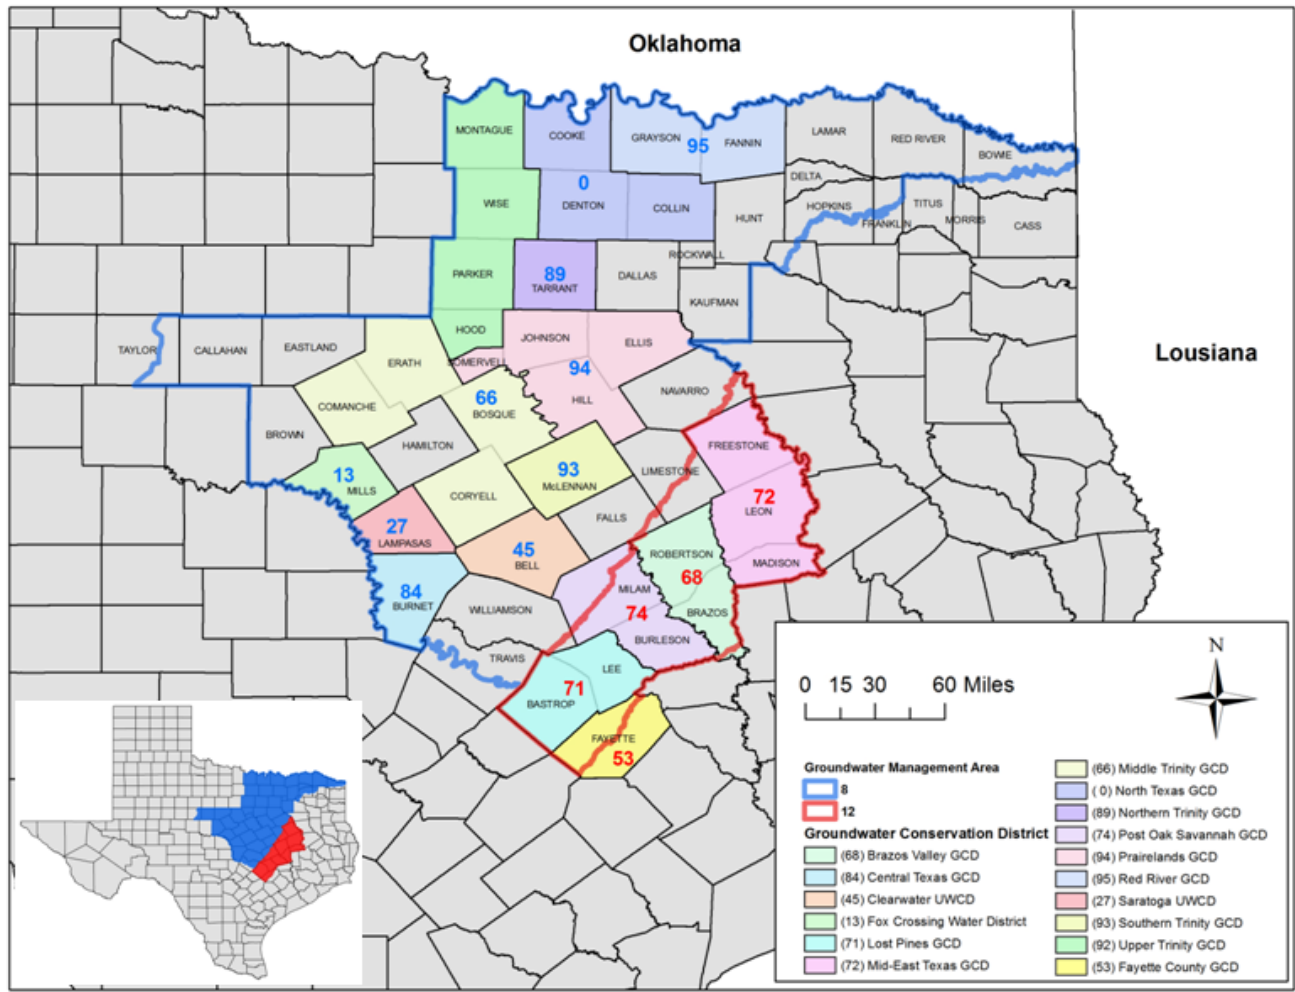 Oklahoma
MONTAGUE
COOKE
GRAYSON
95
FANNIN
LAMAR
RED RIVER
BOWIE
DELTA
WISE
0
DENTON
COLLIN
HUNT
HOPKINS
FRANKLIN
TITUS
MORRIS
CASS
ROCKWALL
PARKER
89
TARRANT
DALLAS
KAUFMAN
HOOD
JOHNSON
ELLIS
Lousiana
TAYLOR
CALLAHAN
EASTLAND
ERATH
SOMERVELL
94
HILL
NAVARRO
COMANCHE
66
BOSQUE
BROWN
HAMILTON
FREESTONE
13
MILLS
CORYELL
93
McLENNAN
LIMESTONE
72
LEON
27
LAMPASAS
FALLS
45
BELL
ROBERTSON
MADISON
84
BURNET
WILLIAMSON
MILAM
68
74
BRAZOS
BURLESON
TRAVIS
LEE
71
BASTROP
FAYETTE
53
N
0 15 30 60 Miles
Groundwater Management Area
8
12
Groundwater Conservation District
(68) Brazos Valley GCD
(84) Central Texas GCD
(45) Clearwater UWCD
(13) Fox Crossing Water District
(71) Lost Pines GCD
(72) Mid-East Texas GCD
(66) Middle Trinity GCD
( 0) North Texas GCD
(89) Northern Trinity GCD
(74) Post Oak Savannah GCD
(94) Prairelands GCD
(95) Red River GCD
(27) Saratoga UWCD
(93) Southern Trinity GCD
(92) Upper Trinity GCD
(53) Fayette County GCD